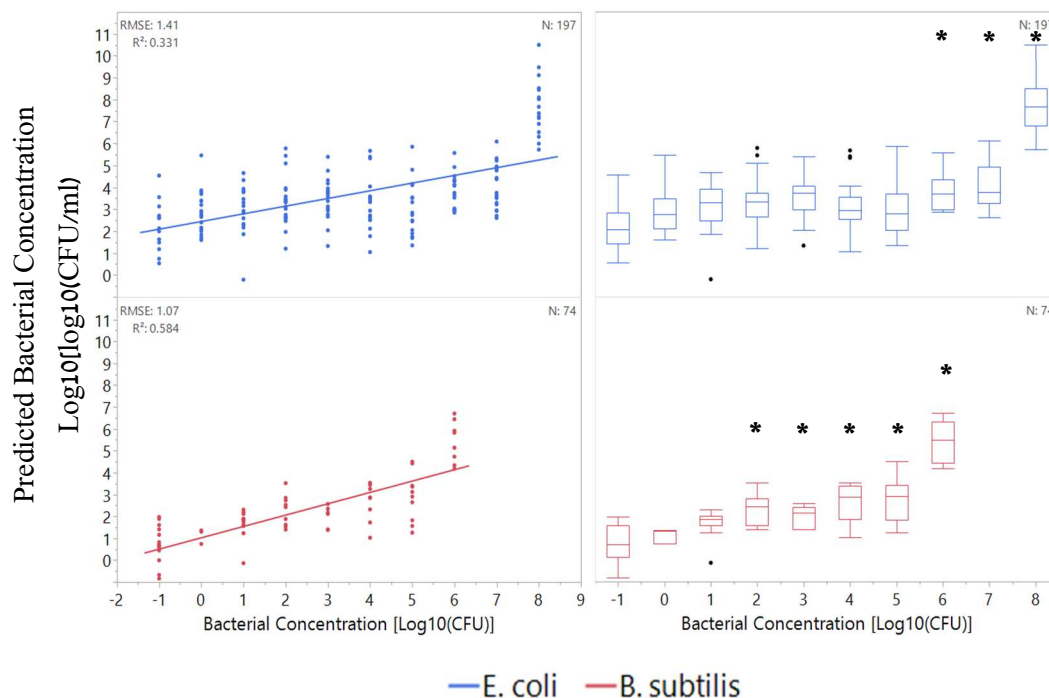 Predicted Bacterial Concentration
Log10[log10(CFU/ml)
RMSE: 1.41
R²: 0.331
N: 197
11
10
9
8
7
6
5
4
3
2
1
0
N: 197
* * *
RMSE: 1.07
R²: 0.584
N: 74
11
10
9
8
7
6
5
4
3
2
1
0
N: 74
*
* * * *
-2 -1 0 1 2 3 4 5 6 7 8 9
Bacterial Concentration [Log10(CFU)]
-1 0 1 2 3 4 5 6 7 8
Bacterial Concentration [Log10(CFU)]
E. coli B. subtilis